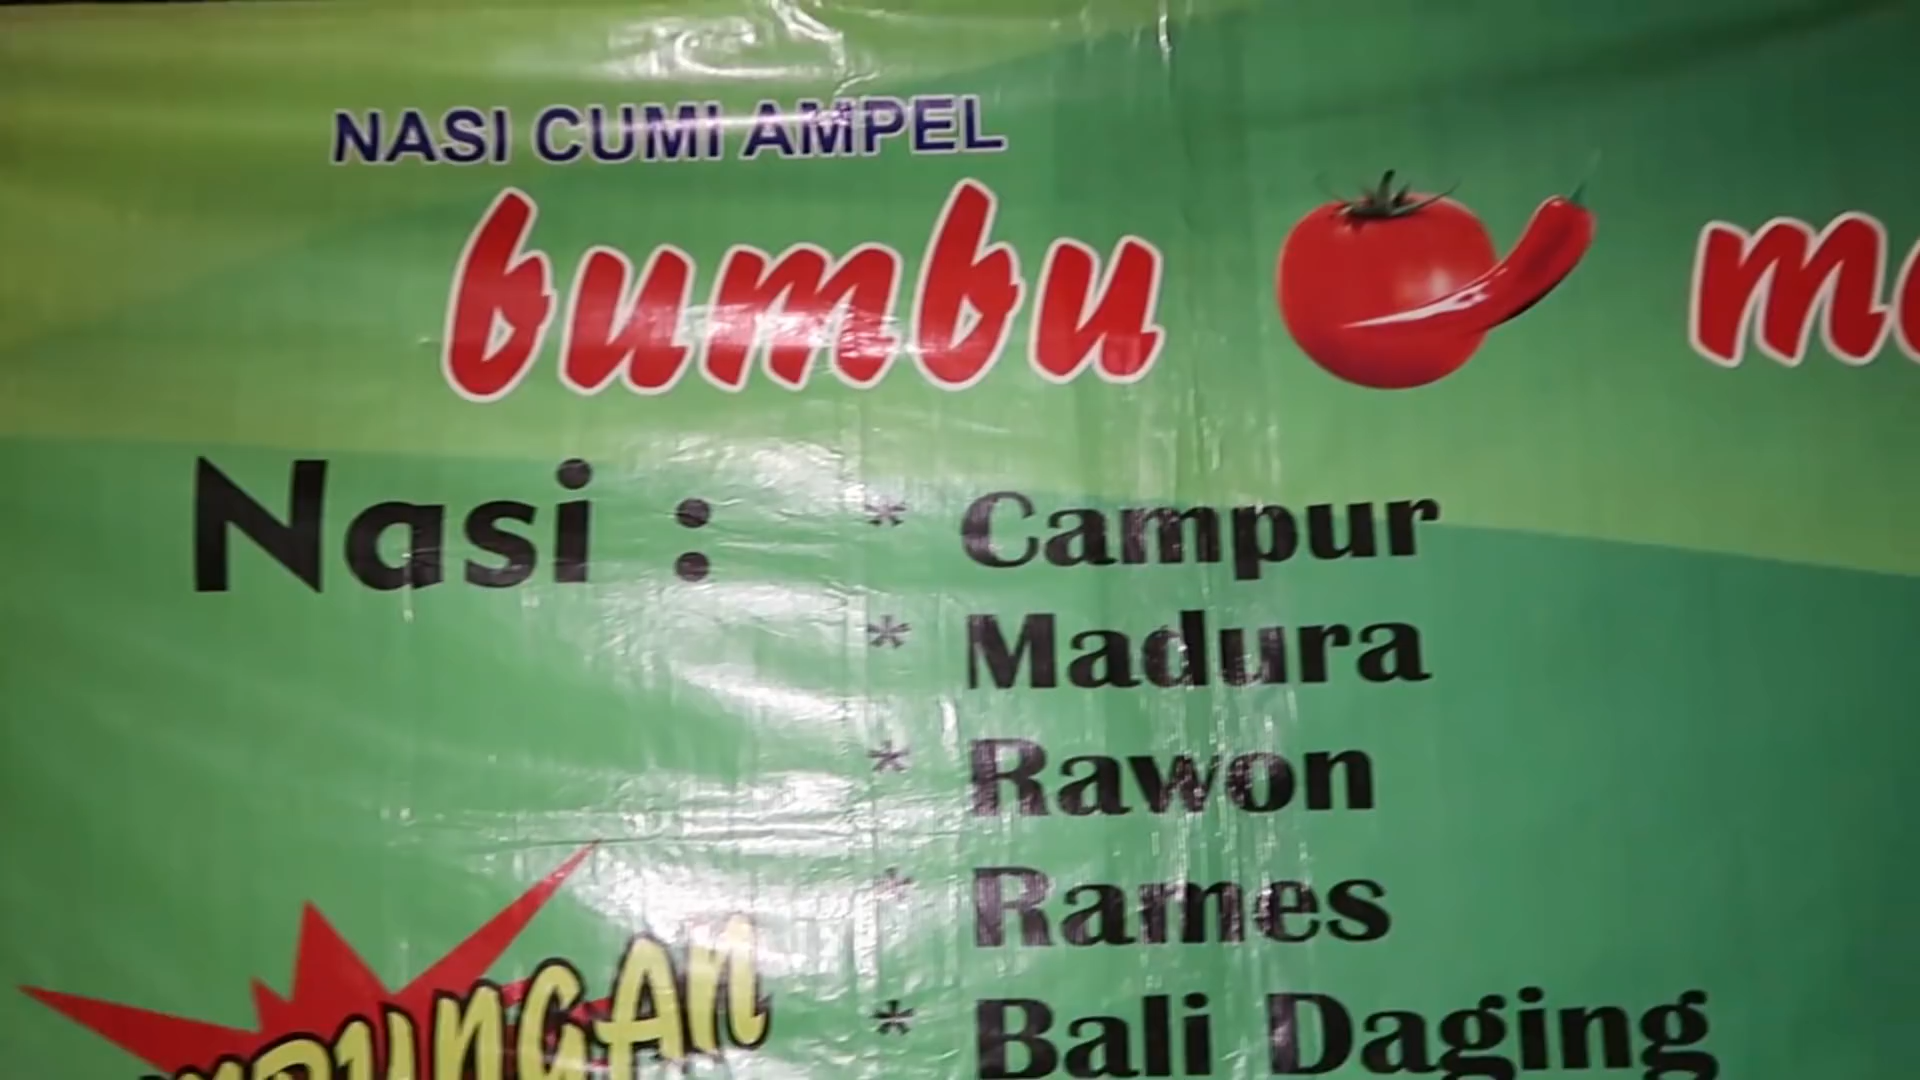 NASI CUMI AMPEL
bumbu
Nasi :
* Campur
* Madura
* Rawon
* Rames
* Bali Daging